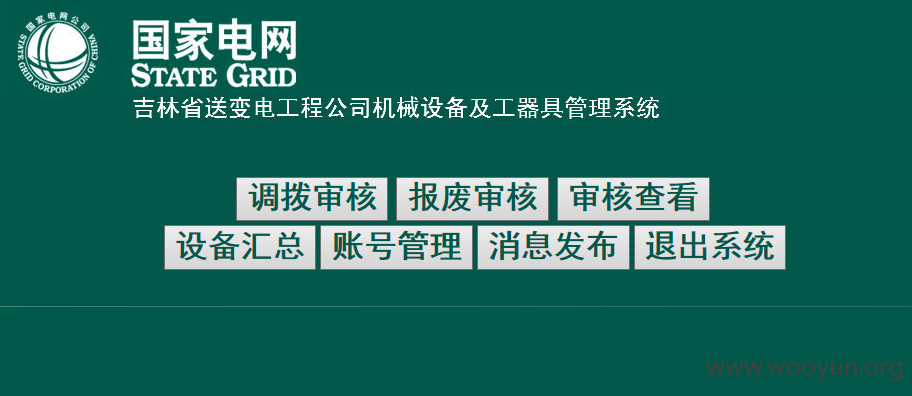 国家电网公司
STATE GRID CORPORATION OF CHINA
国家电网
STATE GRID
吉林省送变电工程公司机械设备及工器具管理系统
调拨审核 报废审核 审核查看
设备汇总 账号管理 消息发布 退出系统
www.wooyun.org